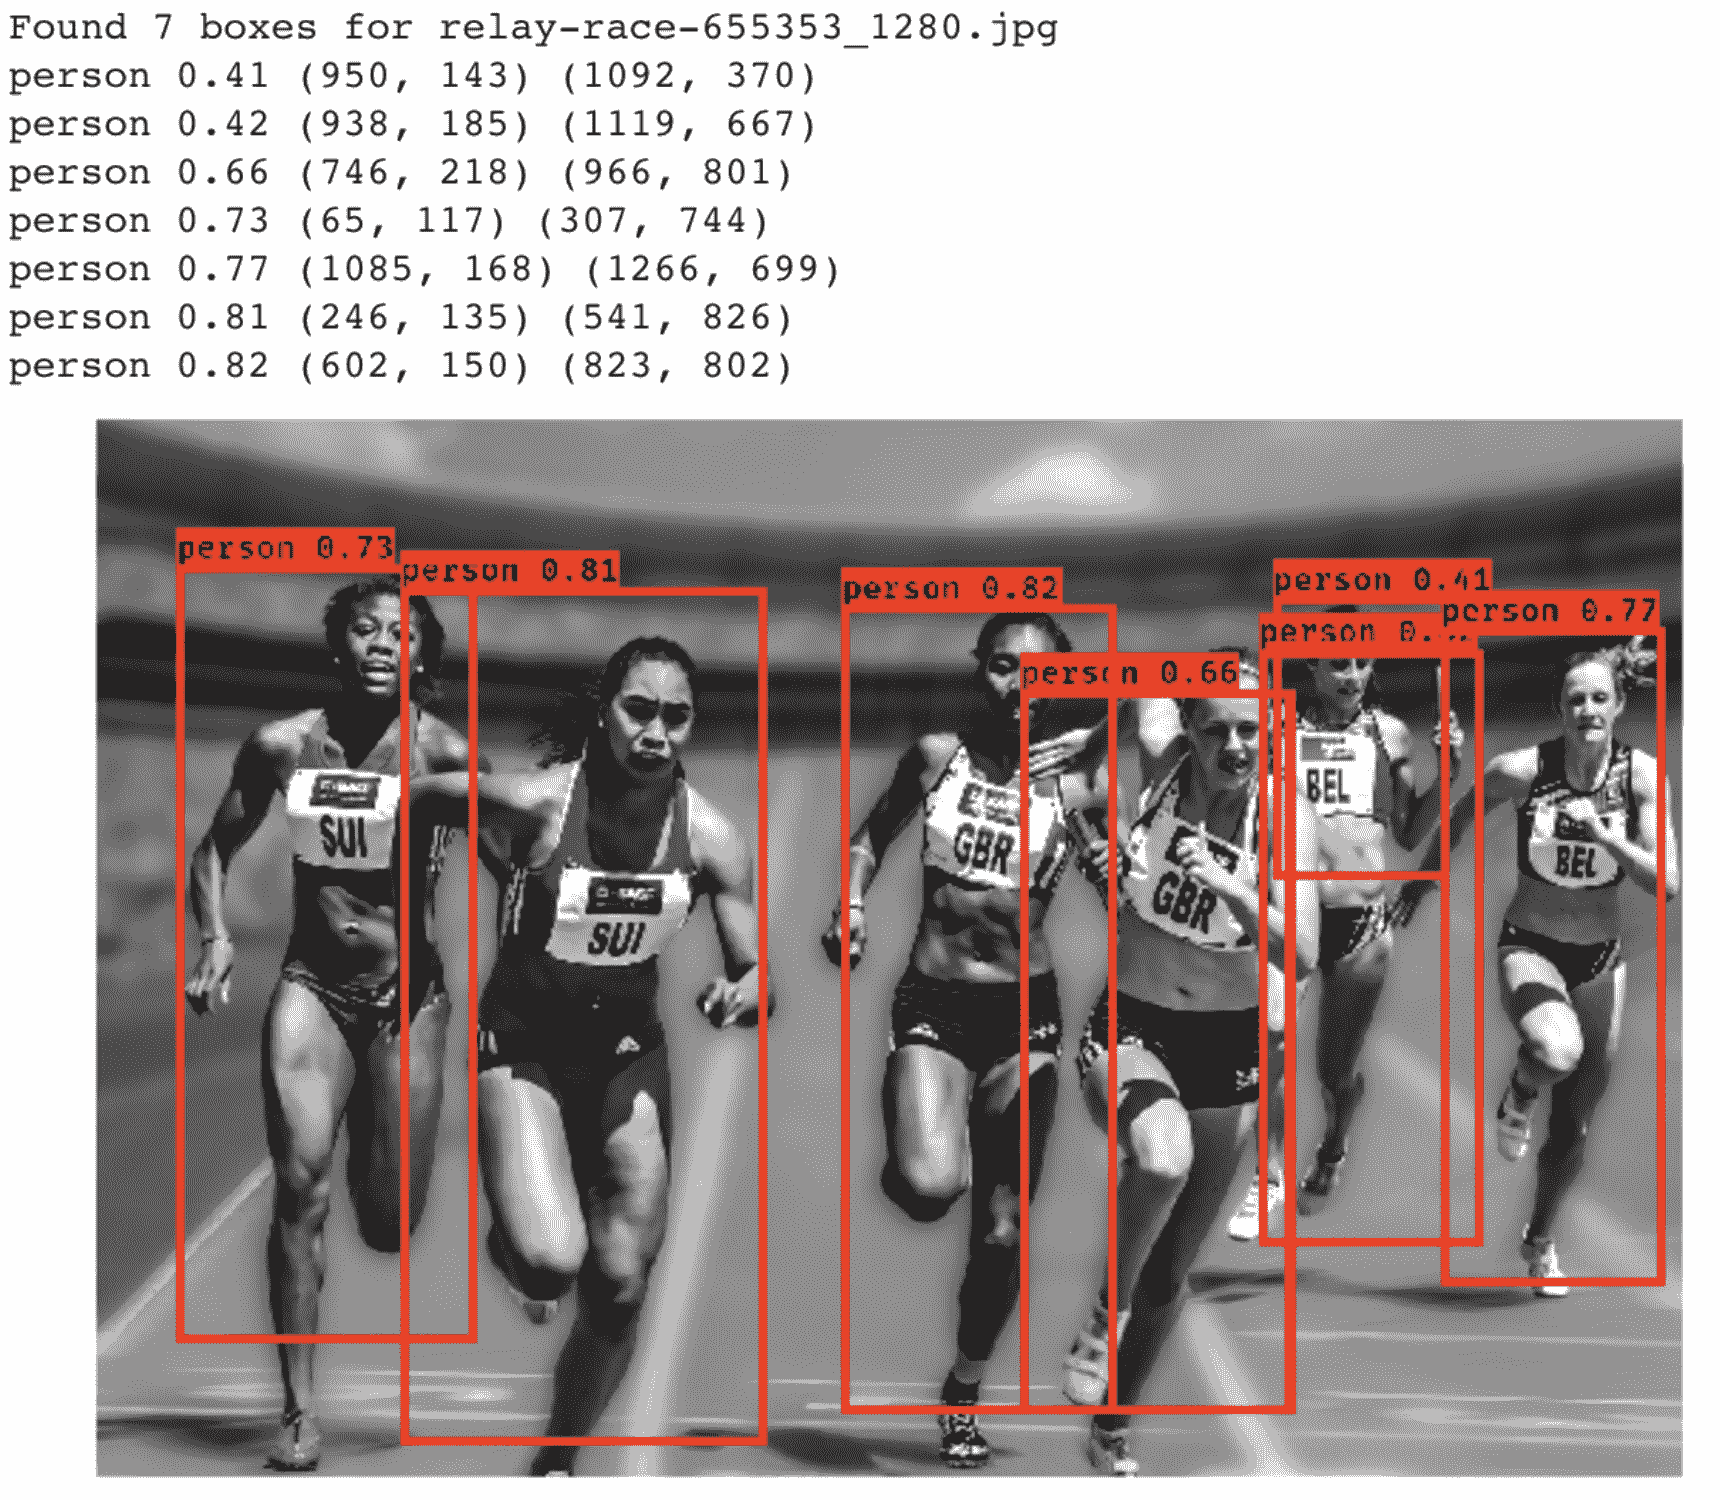 Found 7 boxes for relay-race-655353_1280.jpg
person 0.41 (950, 143) (1092, 370)
person 0.42 (938, 185) (1119, 667)
person 0.66 (746, 218) (966, 801)
person 0.73 (65, 117) (307, 744)
person 0.77 (1085, 168) (1266, 699)
person 0.81 (246, 135) (541, 826)
person 0.82 (602, 150) (823, 802)
person 0.73
person 0.81
person 0.82
person 0.41
person 0.77
person 0.
person 0.66
BEL
SUI
GBR
BEL
GBR
SUI